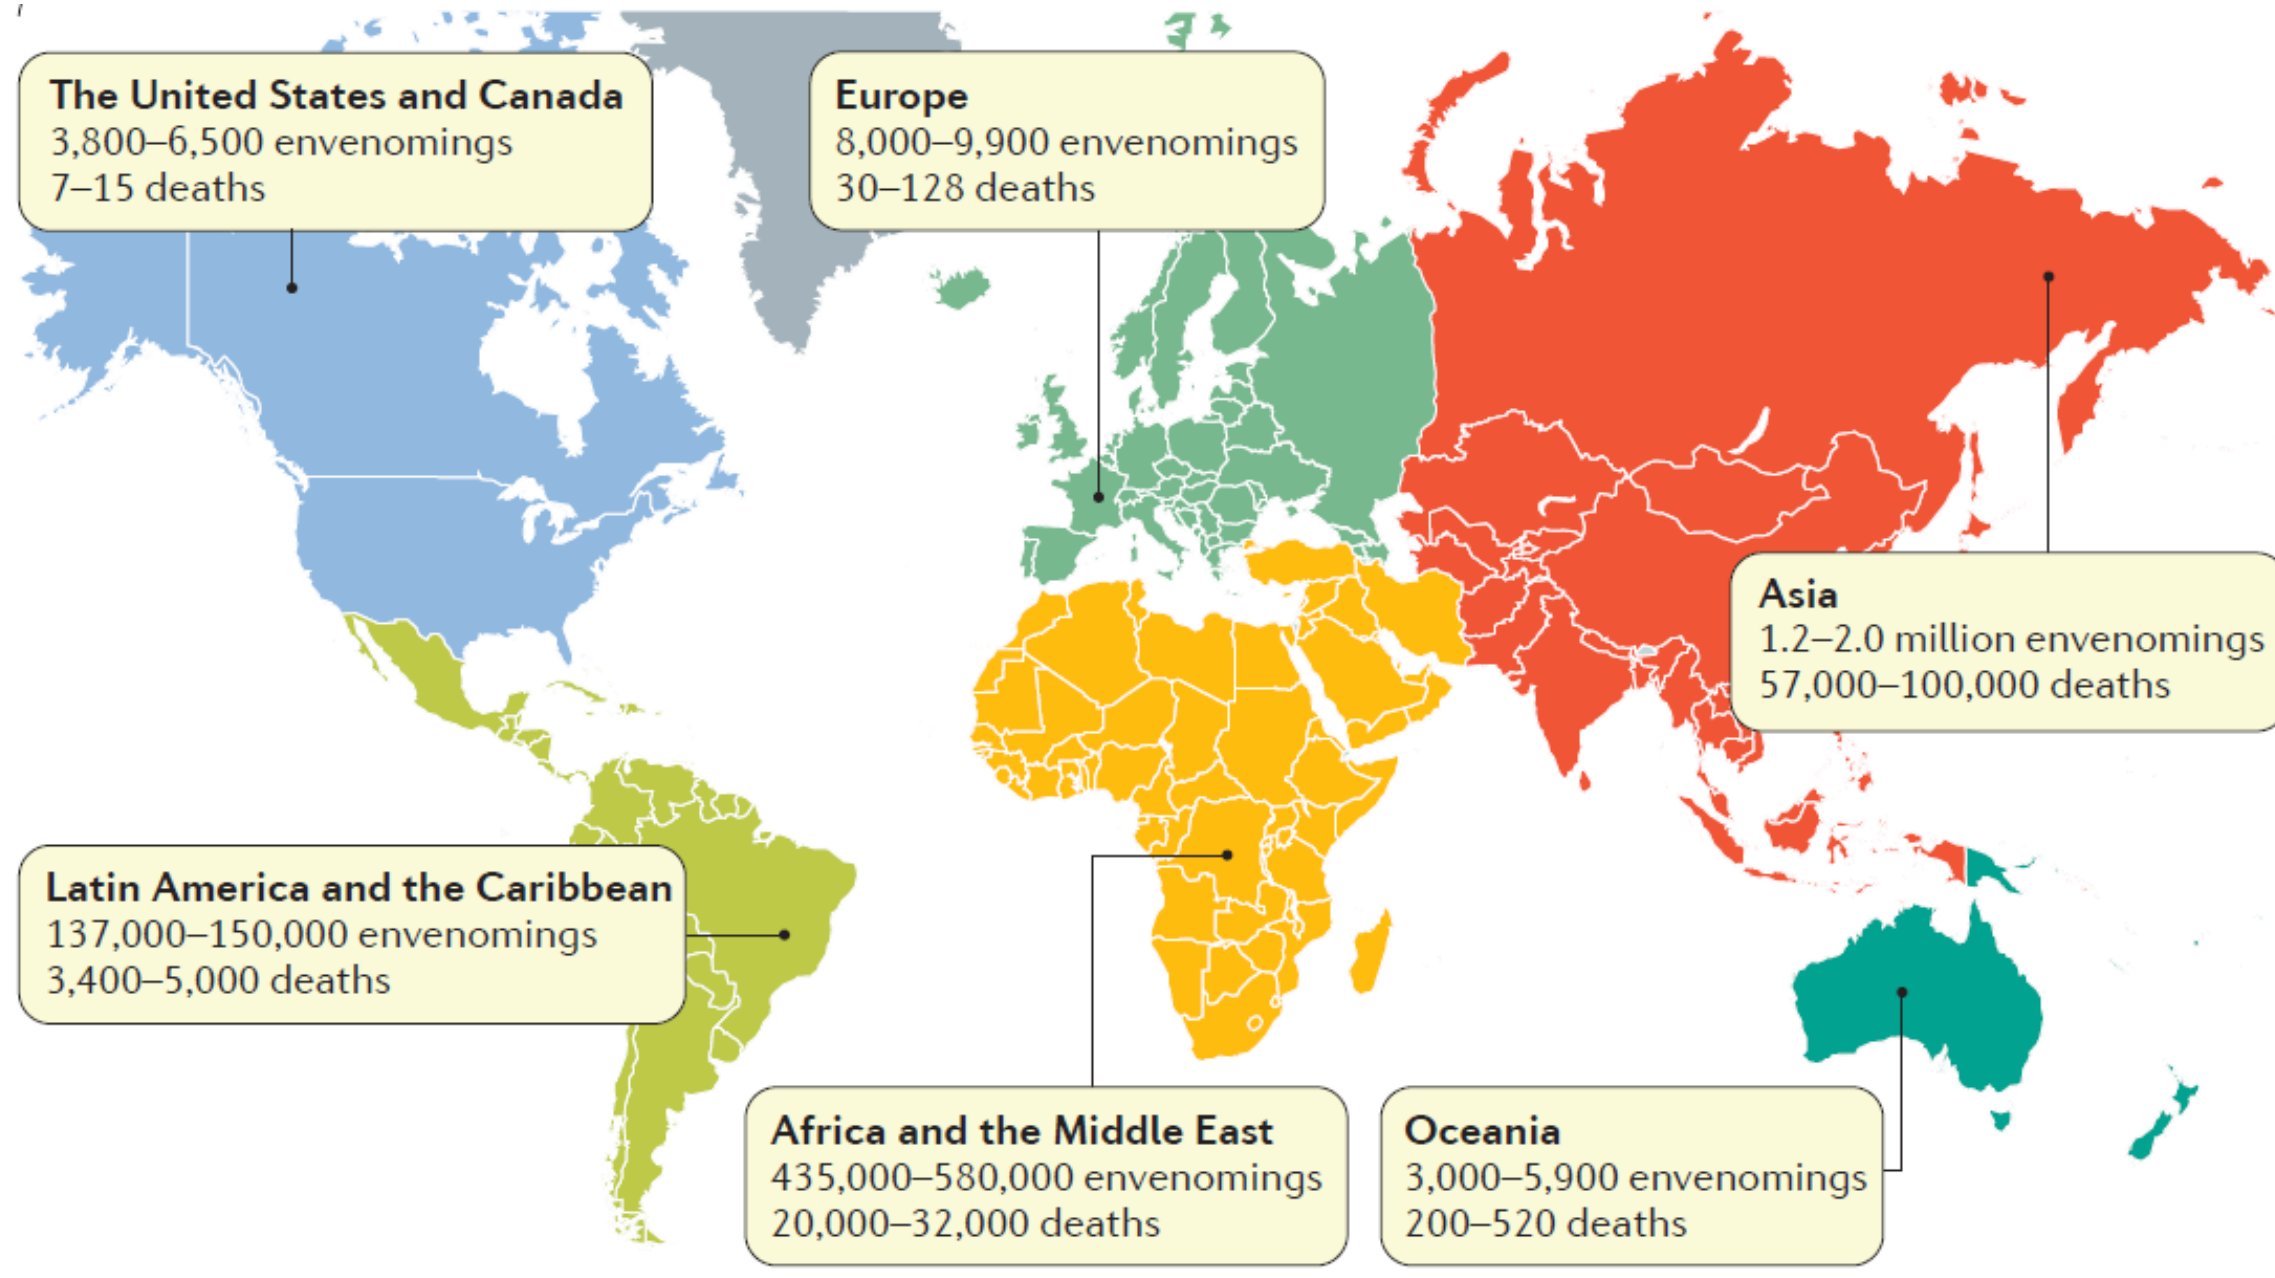 The United States and Canada
3,800–6,500 envenomings
7–15 deaths
Europe
8,000–9,900 envenomings
30–128 deaths
Asia
1.2–2.0 million envenomings
57,000–100,000 deaths
Latin America and the Caribbean
137,000–150,000 envenomings
3,400–5,000 deaths
Africa and the Middle East
435,000–580,000 envenomings
20,000–32,000 deaths
Oceania
3,000–5,900 envenomings
200–520 deaths